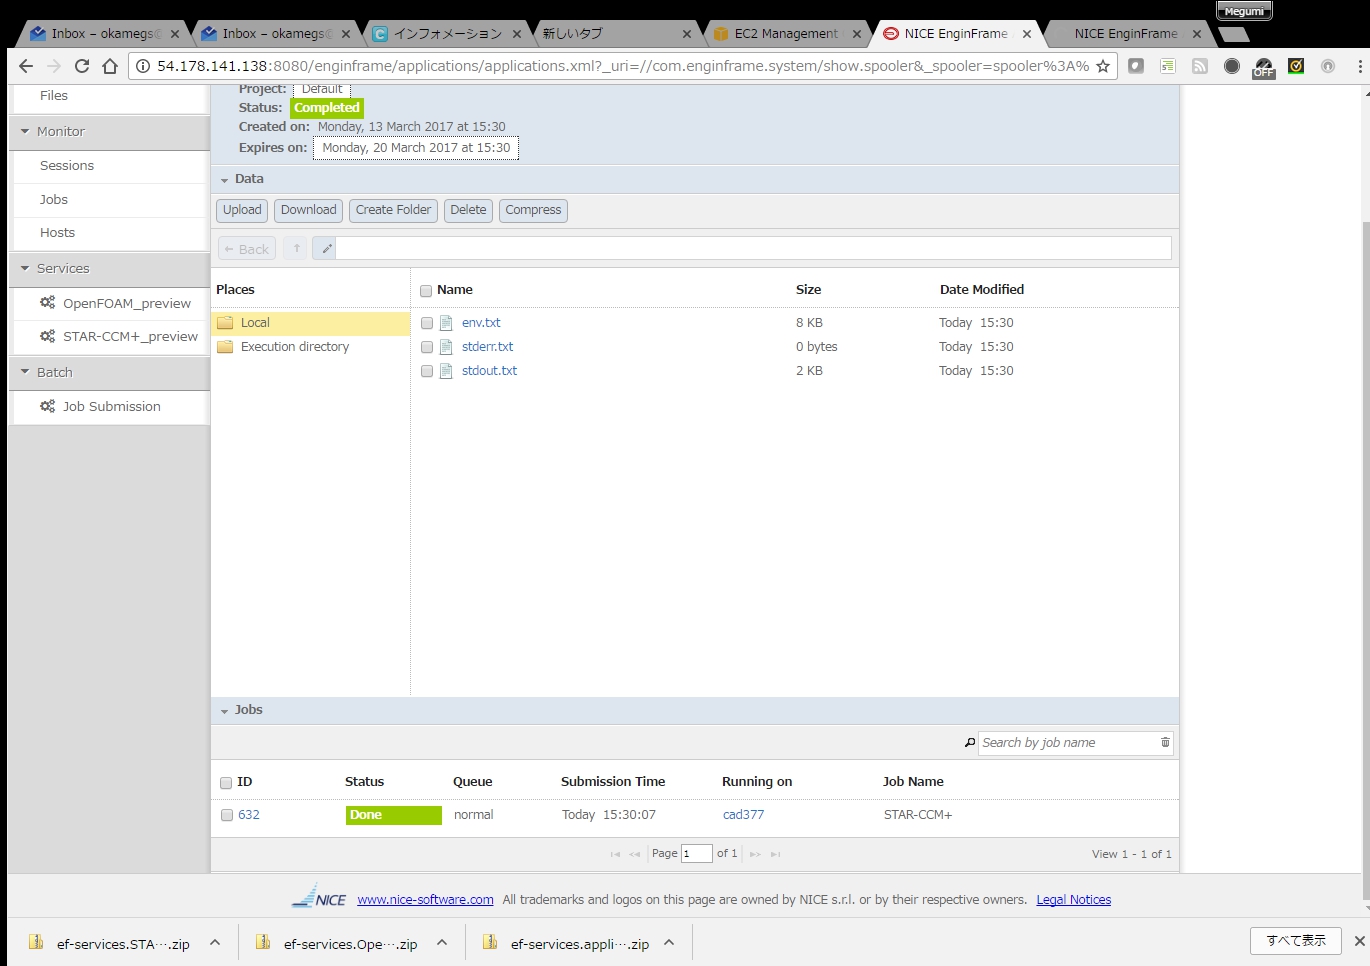 Megumi
Inbox – okamegs@
Inbox – okamegs@
インフォメーション
新しいタブ
EC2 Management
NICE EnginFrame
NICE EnginFrame
54.178.141.138:8080/enginframe/applications/applications.xml?_uri=//com.enginframe.system/show.spooler&_spooler=spooler%3A%
OFF
Files
Monitor
Sessions
Jobs
Hosts
Services
OpenFOAM_preview
STAR-CCM+_preview
Batch
Job Submission
Project: Default
Status: Completed
Created on: Monday, 13 March 2017 at 15:30
Expires on: Monday, 20 March 2017 at 15:30
Data
Upload Download Create Folder Delete Compress
Back
Places Name Size Date Modified
Local env.txt 8 KB Today 15:30
Execution directory stderr.txt 0 bytes Today 15:30
stdout.txt 2 KB Today 15:30
Jobs
Search by job name
ID Status Queue Submission Time Running on Job Name
632 Done normal Today 15:30:07 cad377 STAR-CCM+
Page 1 of 1 View 1 - 1 of 1
NICE www.nice-software.com All trademarks and logos on this page are owned by NICE s.r.l. or by their respective owners. Legal Notices
ef-services.STA⋯.zip ef-services.Ope⋯.zip ef-services.appli⋯.zip すべて表示